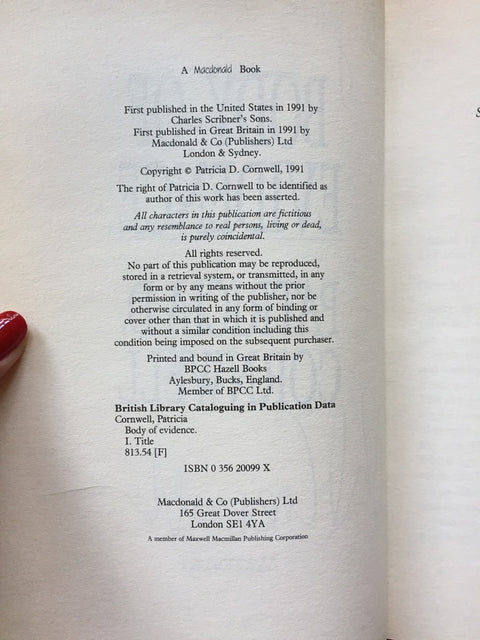 A Macdonald Book
First published in the United States in 1991 by
Charles Scribner's Sons.
First published in Great Britain in 1991 by
Macdonald & Co (Publishers) Ltd
London & Sydney.
Copyright © Patricia D. Cornwell, 1991
The right of Patricia D. Cornwell to be identified as
author of this work has been asserted.
All characters in this publication are fictitious
and any resemblance to real persons, living or dead,
is purely coincidental.
All rights reserved.
No part of this publication may be reproduced,
stored in a retrieval system, or transmitted, in any
form or by any means without the prior
permission in writing of the publisher, nor be
otherwise circulated in any form of binding or
cover other than that in which it is published and
without a similar condition including this
condition being imposed on the subsequent purchaser.
Printed and bound in Great Britain by
BPCC Hazell Books
Aylesbury, Bucks, England.
Member of BPCC Ltd.
British Library Cataloguing in Publication Data
Cornwell, Patricia
Body of evidence.
I. Title
813.54 [F]
ISBN 0 356 20099 X
Macdonald & Co (Publishers) Ltd
165 Great Dover Street
London SE1 4YA
A member of Maxwell Macmillan Publishing Corporation